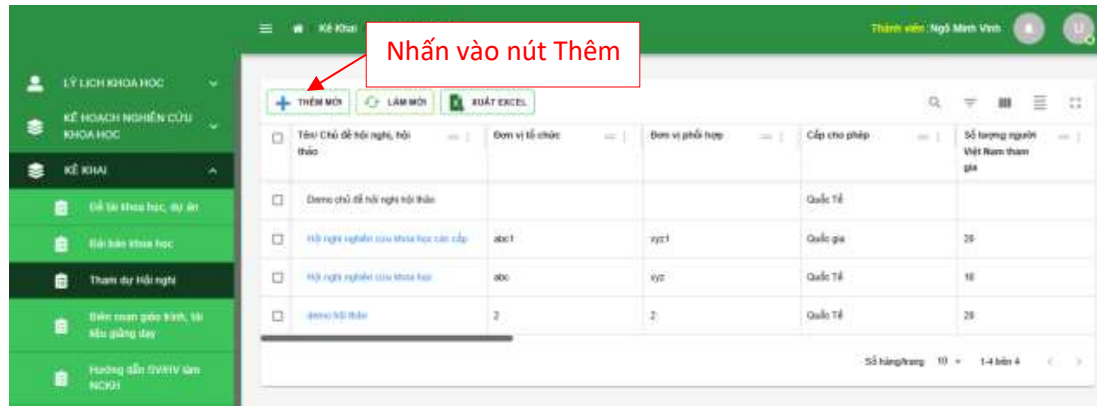 Kê Khai
Thành viên: Ngô Minh Vinh
Nhấn vào nút Thêm
LÝ LỊCH KHOA HỌC
KẾ HOẠCH NGHIÊN CỨU
KHOA HỌC
KÊ KHAI
Đề tài khoa học, dự án
Bài báo khoa học
Tham dự Hội nghị
Biên soạn giáo trình, tài
liệu giảng dạy
Hướng dẫn SV/HV làm
NCKH
THÊM MỚI
LÀM MỚI
XUẤT EXCEL
Tên/ Chủ đề hội nghị, hội
thảo
Đơn vị tổ chức
Đơn vị phối hợp
Cấp cho phép
Số lượng người
Việt Nam tham
gia
Demo chủ đề hội nghị hội thảo
Quốc Tế
Hội nghị nghiên cứu khoa học các cấp
abc1
xyz1
Quốc gia
20
Hội nghị nghiên cứu khoa học
abc
xyz
Quốc Tế
10
demo hội thảo
2
2
Quốc Tế
20
Số hàng/trang
10
1-4 trên 4